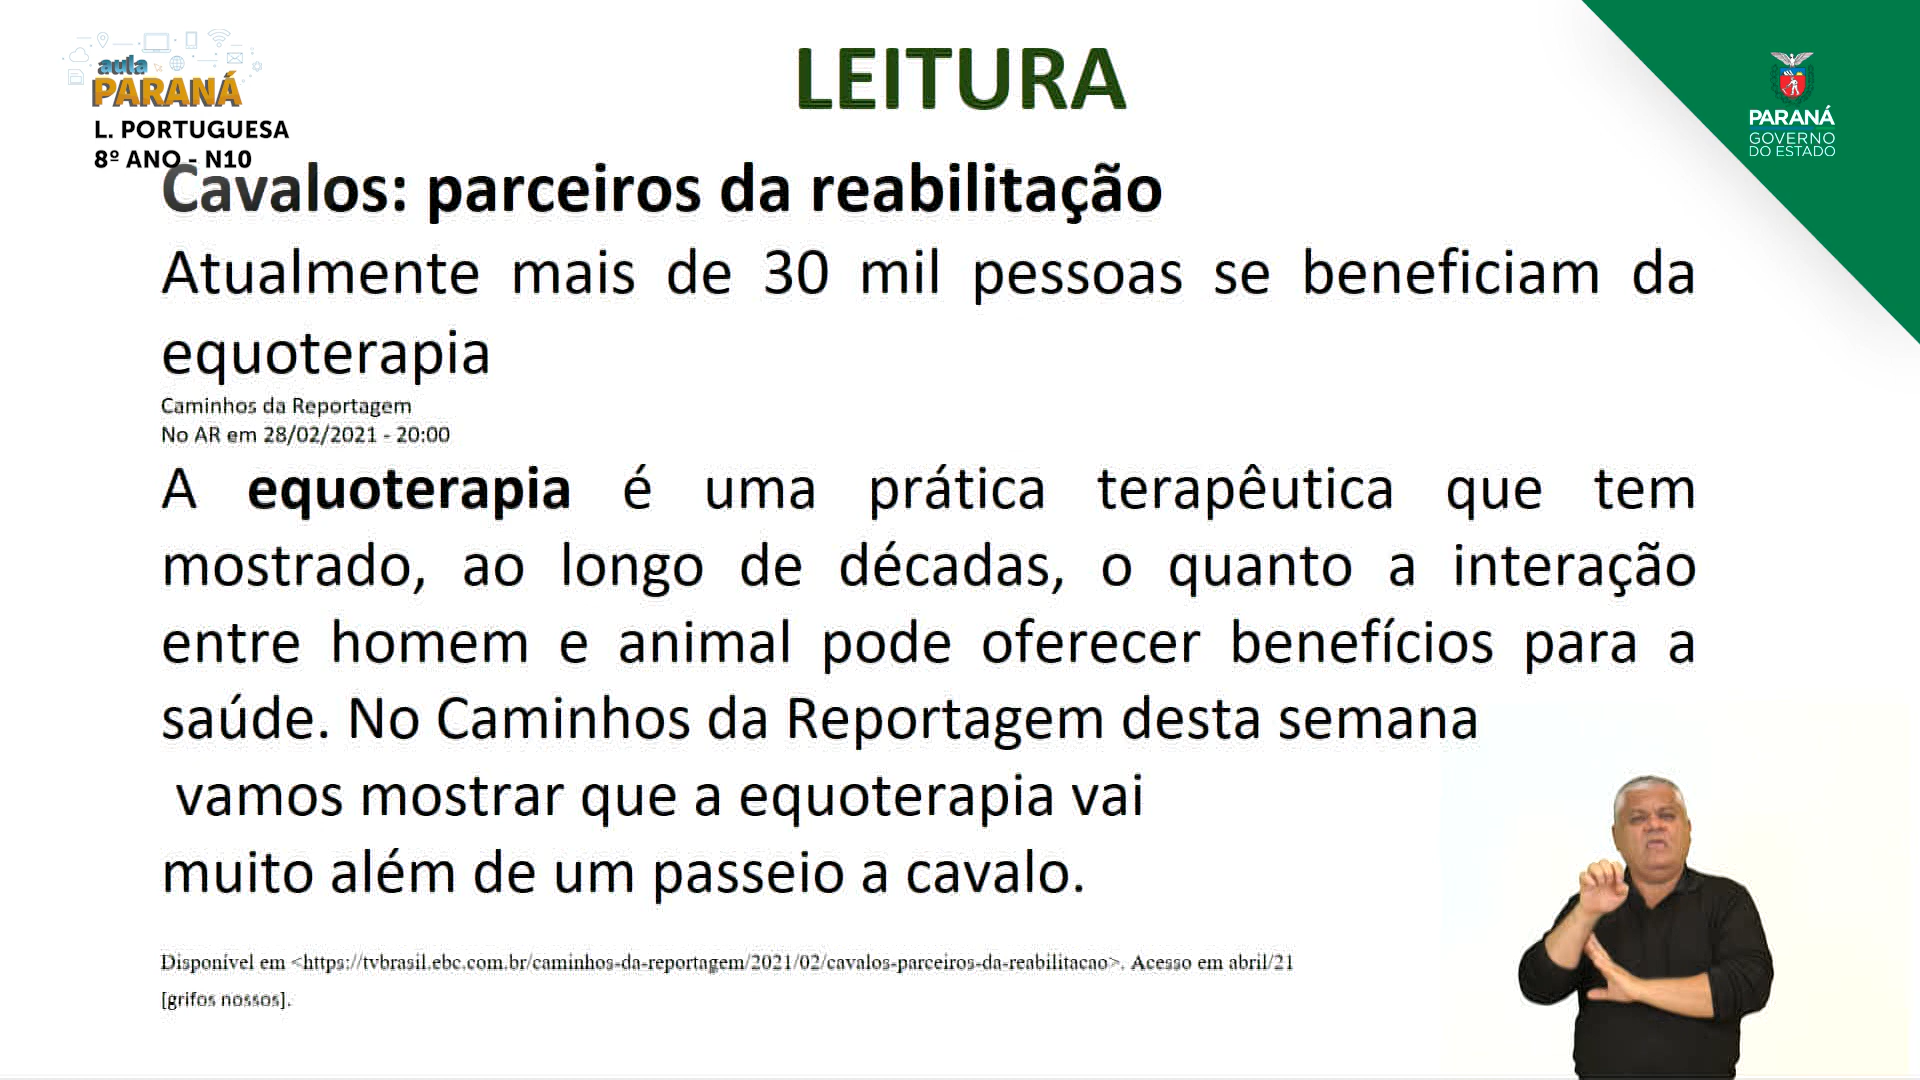 aula
PARANÁ
L. PORTUGUESA
8º ANO - N10
LEITURA
PARANÁ
GOVERNO
DO ESTADO
Cavalos: parceiros da reabilitação
Atualmente mais de 30 mil pessoas se beneficiam da
equoterapia
Caminhos da Reportagem
No AR em 28/02/2021 - 20:00
A equoterapia é uma prática terapêutica que tem
mostrado, ao longo de décadas, o quanto a interação
entre homem e animal pode oferecer benefícios para a
saúde. No Caminhos da Reportagem desta semana
vamos mostrar que a equoterapia vai
muito além de um passeio a cavalo.
Disponível em <https://tvbrasil.ebc.com.br/caminhos-da-reportagem/2021/02/cavalos-parceiros-da-reabilitacao>. Acesso em abril/21
[grifos nossos].